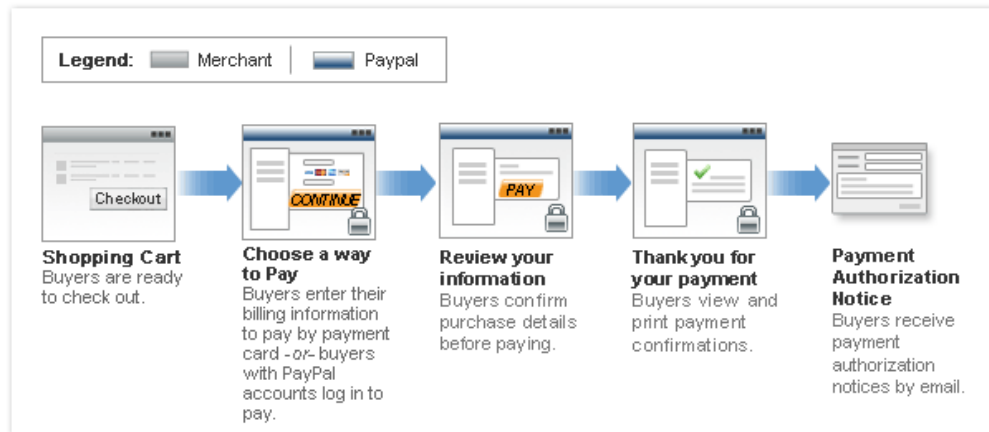 Legend: Merchant Paypal
Checkout
CONTINUE
PAY
Shopping Cart
Buyers are ready
to check out.
Choose a way
to Pay
Buyers enter their
billing information
to pay by payment
card -or- buyers
with PayPal
accounts log in to
pay.
Review your
information
Buyers confirm
purchase details
before paying.
Thank you for
your payment
Buyers view and
print payment
confirmations.
Payment
Authorization
Notice
Buyers receive
payment
authorization
notices by email.